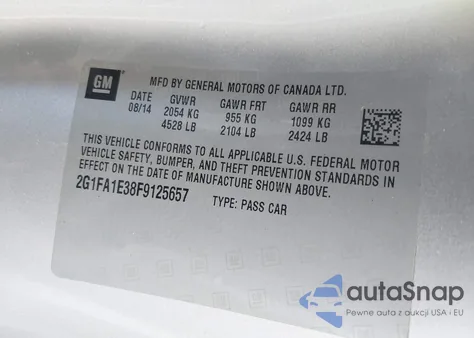 GM
MFD BY GENERAL MOTORS OF CANADA LTD.
DATE GVWR GAWR FRT GAWR RR
08/14 2054 KG 955 KG 1099 KG
4528 LB 2104 LB 2424 LB
THIS VEHICLE CONFORMS TO ALL APPLICABLE U.S. FEDERAL MOTOR
VEHICLE SAFETY, BUMPER, AND THEFT PREVENTION STANDARDS IN
EFFECT ON THE DATE OF MANUFACTURE SHOWN ABOVE.
2G1FA1E38F9125657 TYPE: PASS CAR
autoSnap
Pewne auta z aukcji USA i EU